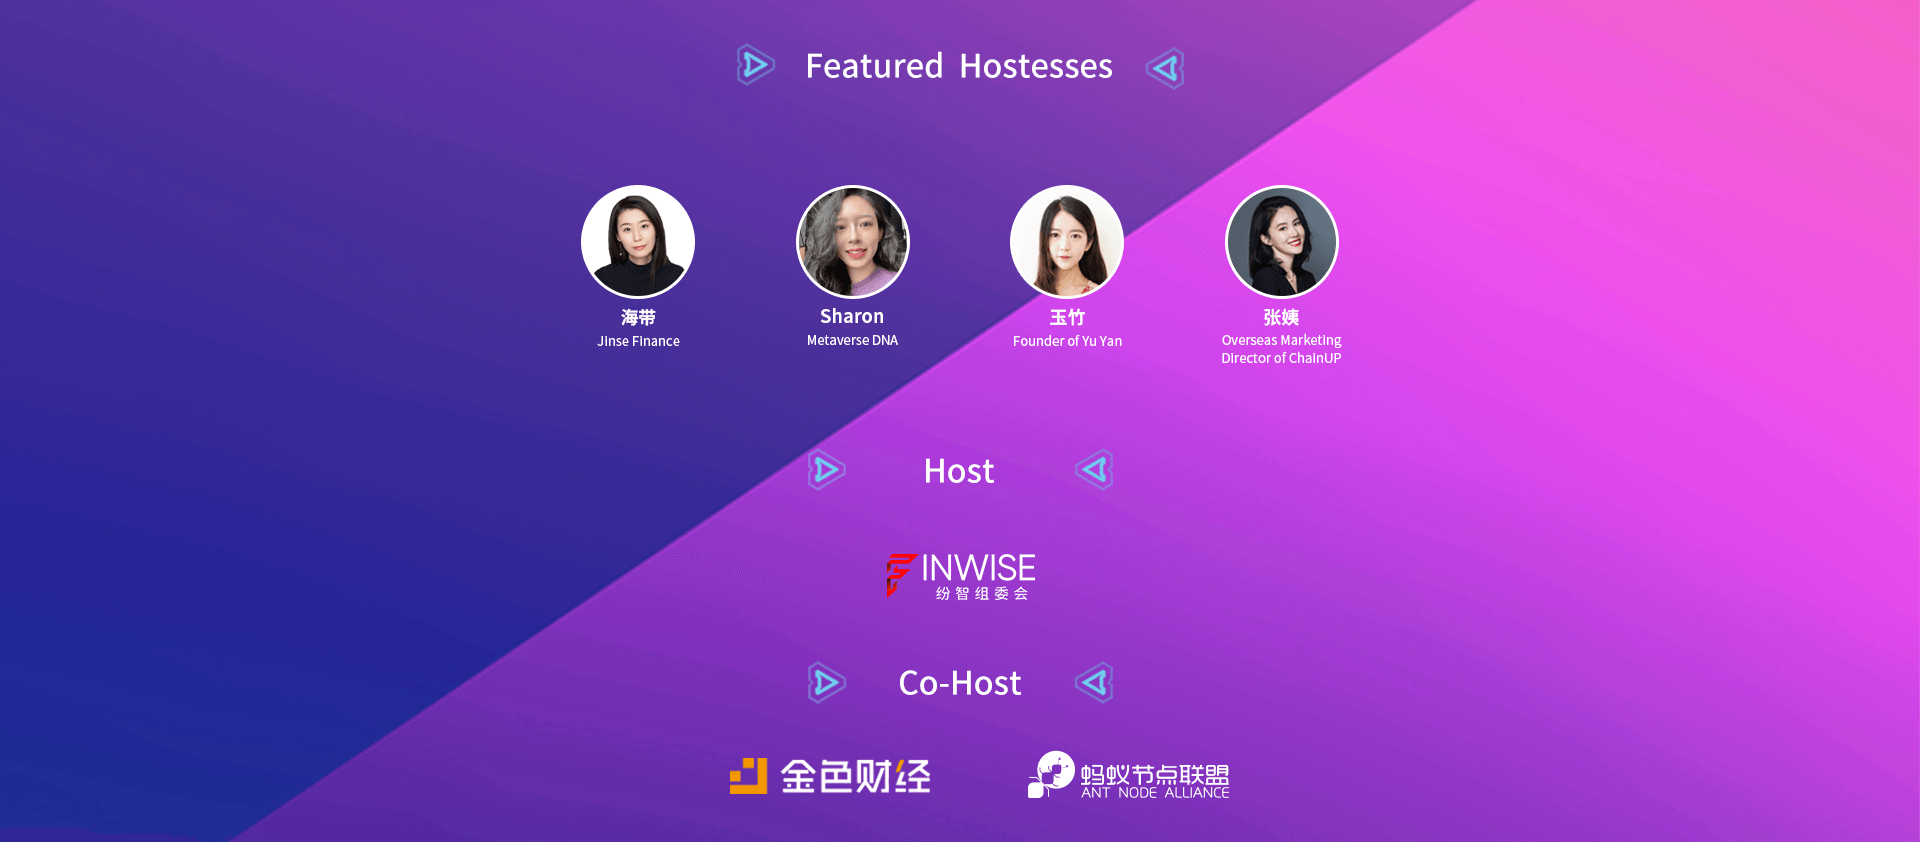 Featured Hostesses
海带
Jinse Finance
Sharon
Metaverse DNA
玉竹
Founder of Yu Yan
张姨
Overseas Marketing
Director of ChainUP
Host
FINWISE
纷智组委会
Co-Host
金色财经
蚂蚁节点联盟
ANT NODE ALLIANCE